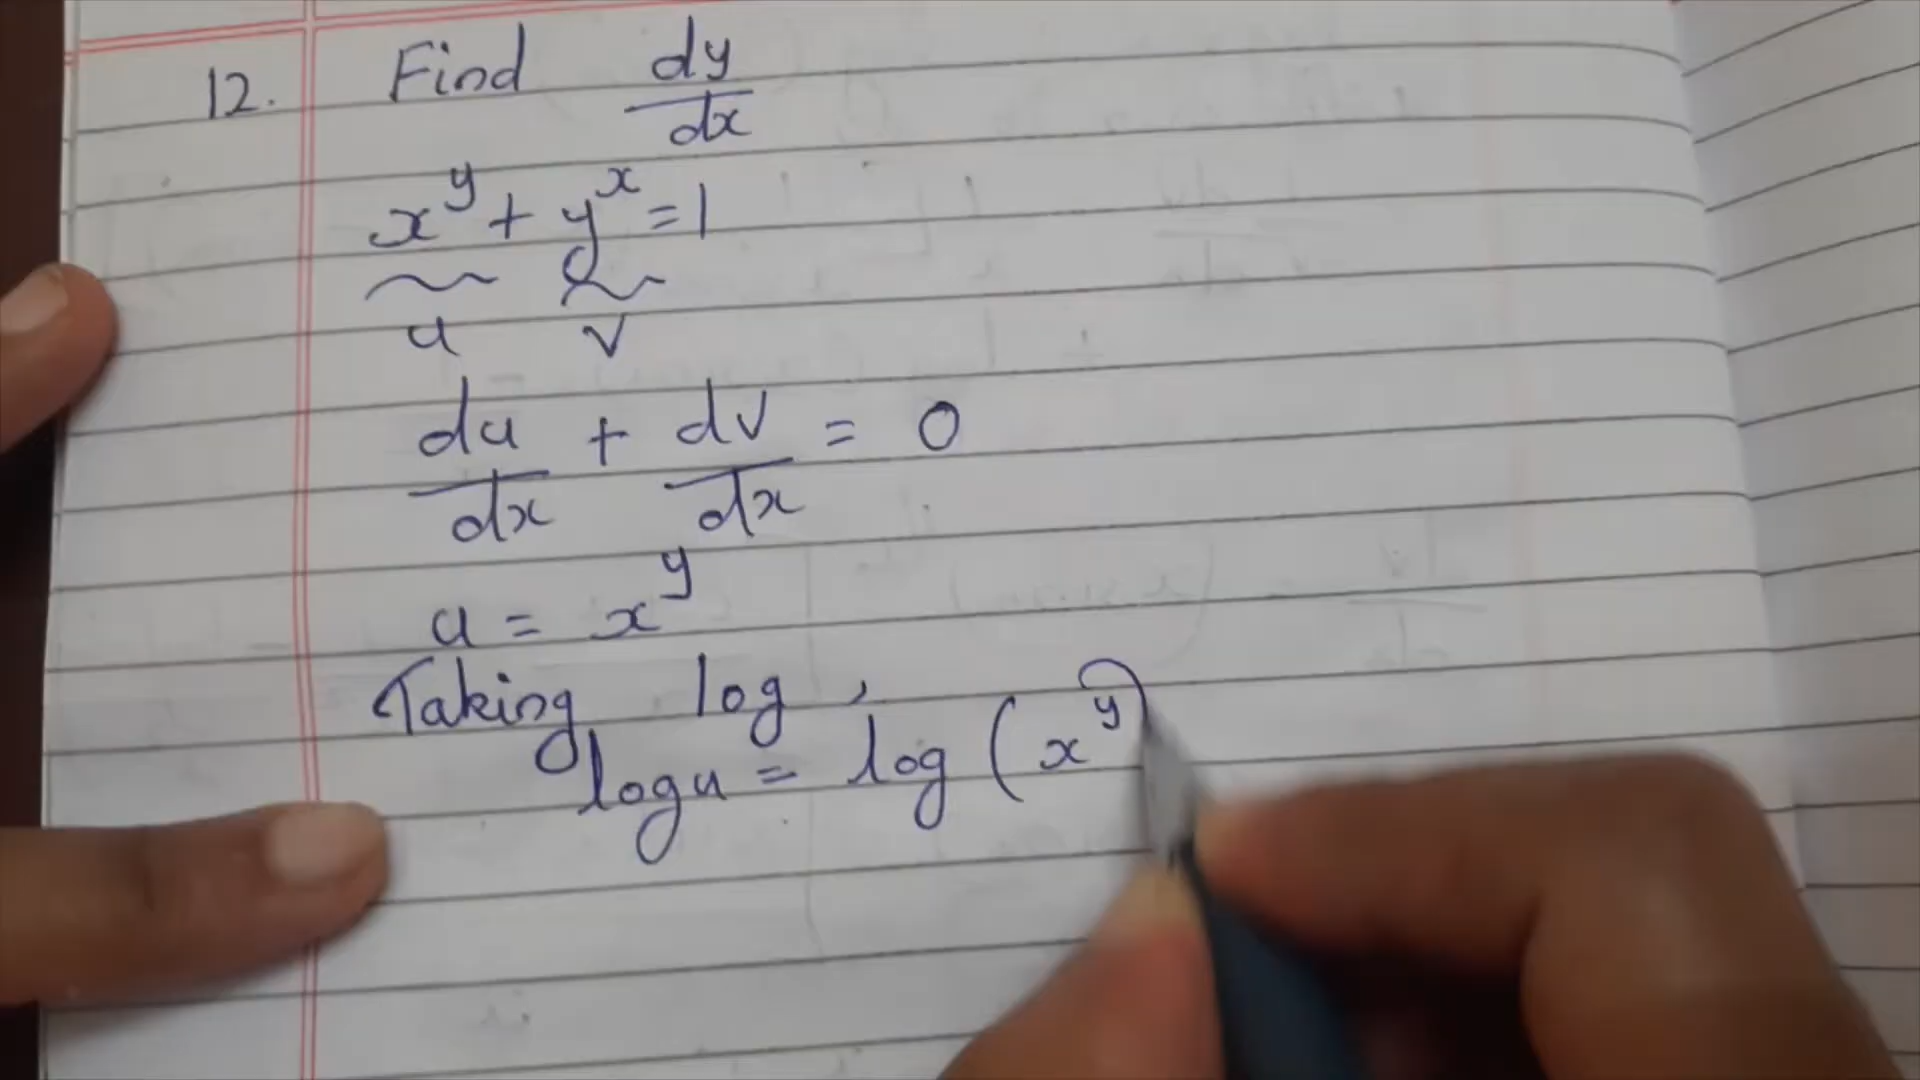 12. Find dy/dx
x^y + y^x = 1
u v
du/dx + dv/dx = 0
u = x^y
Taking log,
log u = log (x^y